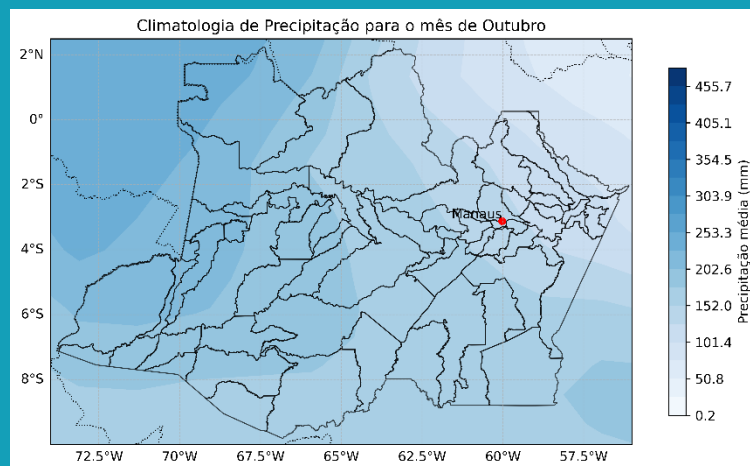 Climatologia de Precipitação para o mês de Outubro
2°N
0°
2°S
4°S
6°S
8°S
72.5°W
70°W
67.5°W
65°W
62.5°W
60°W
57.5°W
Manaus
455.7
405.1
354.5
303.9
253.3
202.6
152.0
101.4
50.8
0.2
Precipitação média (mm)